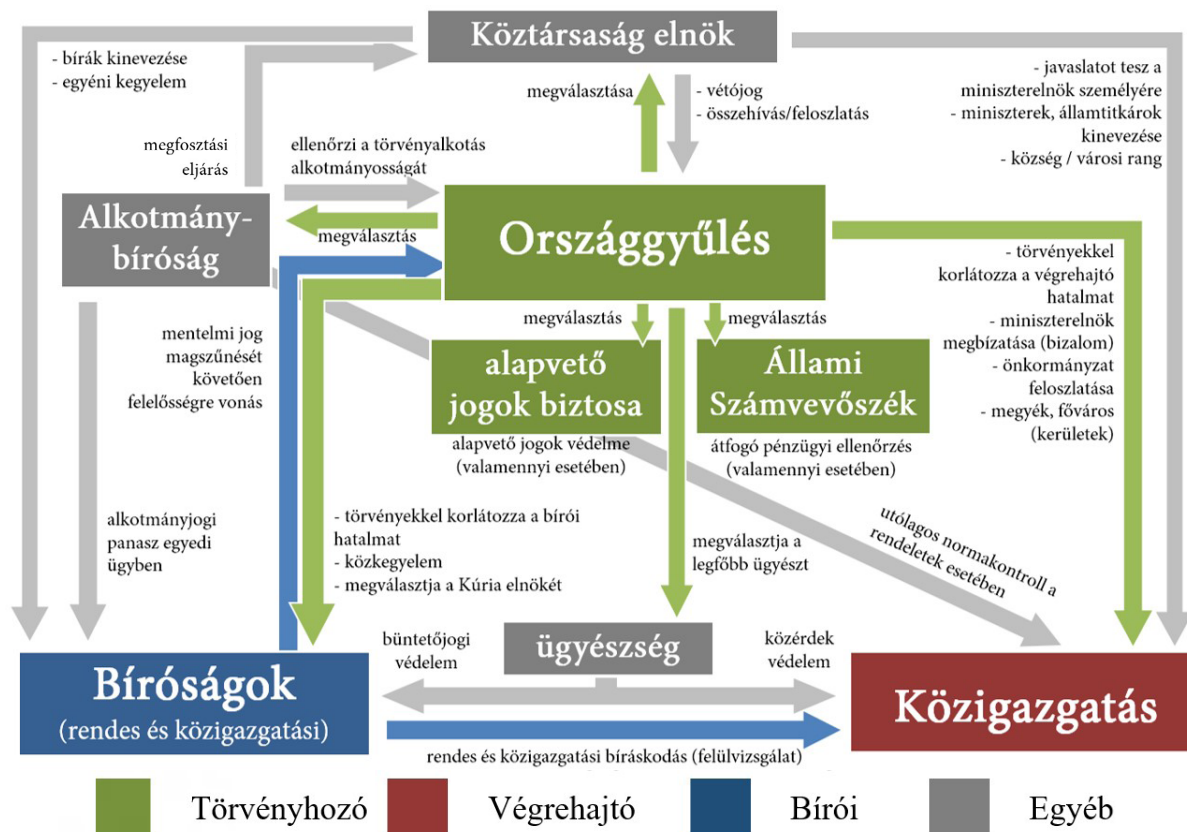 Köztársaság elnök
- bírák kinevezése
- egyéni kegyelem
megválasztása
- vétójog
- összehívás/feloszlatás
- javaslatot tesz a
miniszterelnök személyére
- miniszterek, államtitkárok
kinevezése
- község / városi rang
megfosztási
eljárás
ellenőrzi a törvényalkotás
alkotmányosságát
Alkotmány-
bíróság
megválasztás
Országgyűlés
- törvényekkel
korlátozza a végrehajtó
hatalmat
- miniszterelnök
megbízatása (bizalom)
- önkormányzat
feloszlatása
- megyék, főváros
(kerületek)
mentelmi jog
magszűnését
követően
felelősségre vonás
megválasztás
megválasztás
alapvető
jogok biztosa
Állami
Számvevőszék
alapvető jogok védelme
(valamennyi esetében)
átfogó pénzügyi ellenőrzés
(valamennyi esetében)
alkotmányjogi
panasz egyedi
ügyben
- törvényekkel korlátozza a bírói
hatalmat
- közkegyelem
- megválasztja a Kúria elnökét
megválasztja a
legfőbb ügyészt
utólagos normakontroll a
rendeletek esetében
büntetőjogi
védelem
ügyészség
közérdek
védelem
Bíróságok
(rendes és közigazgatási)
Közigazgatás
rendes és közigazgatási bíráskodás (felülvizsgálat)
Törvényhozó
Végrehajtó
Bírói
Egyéb